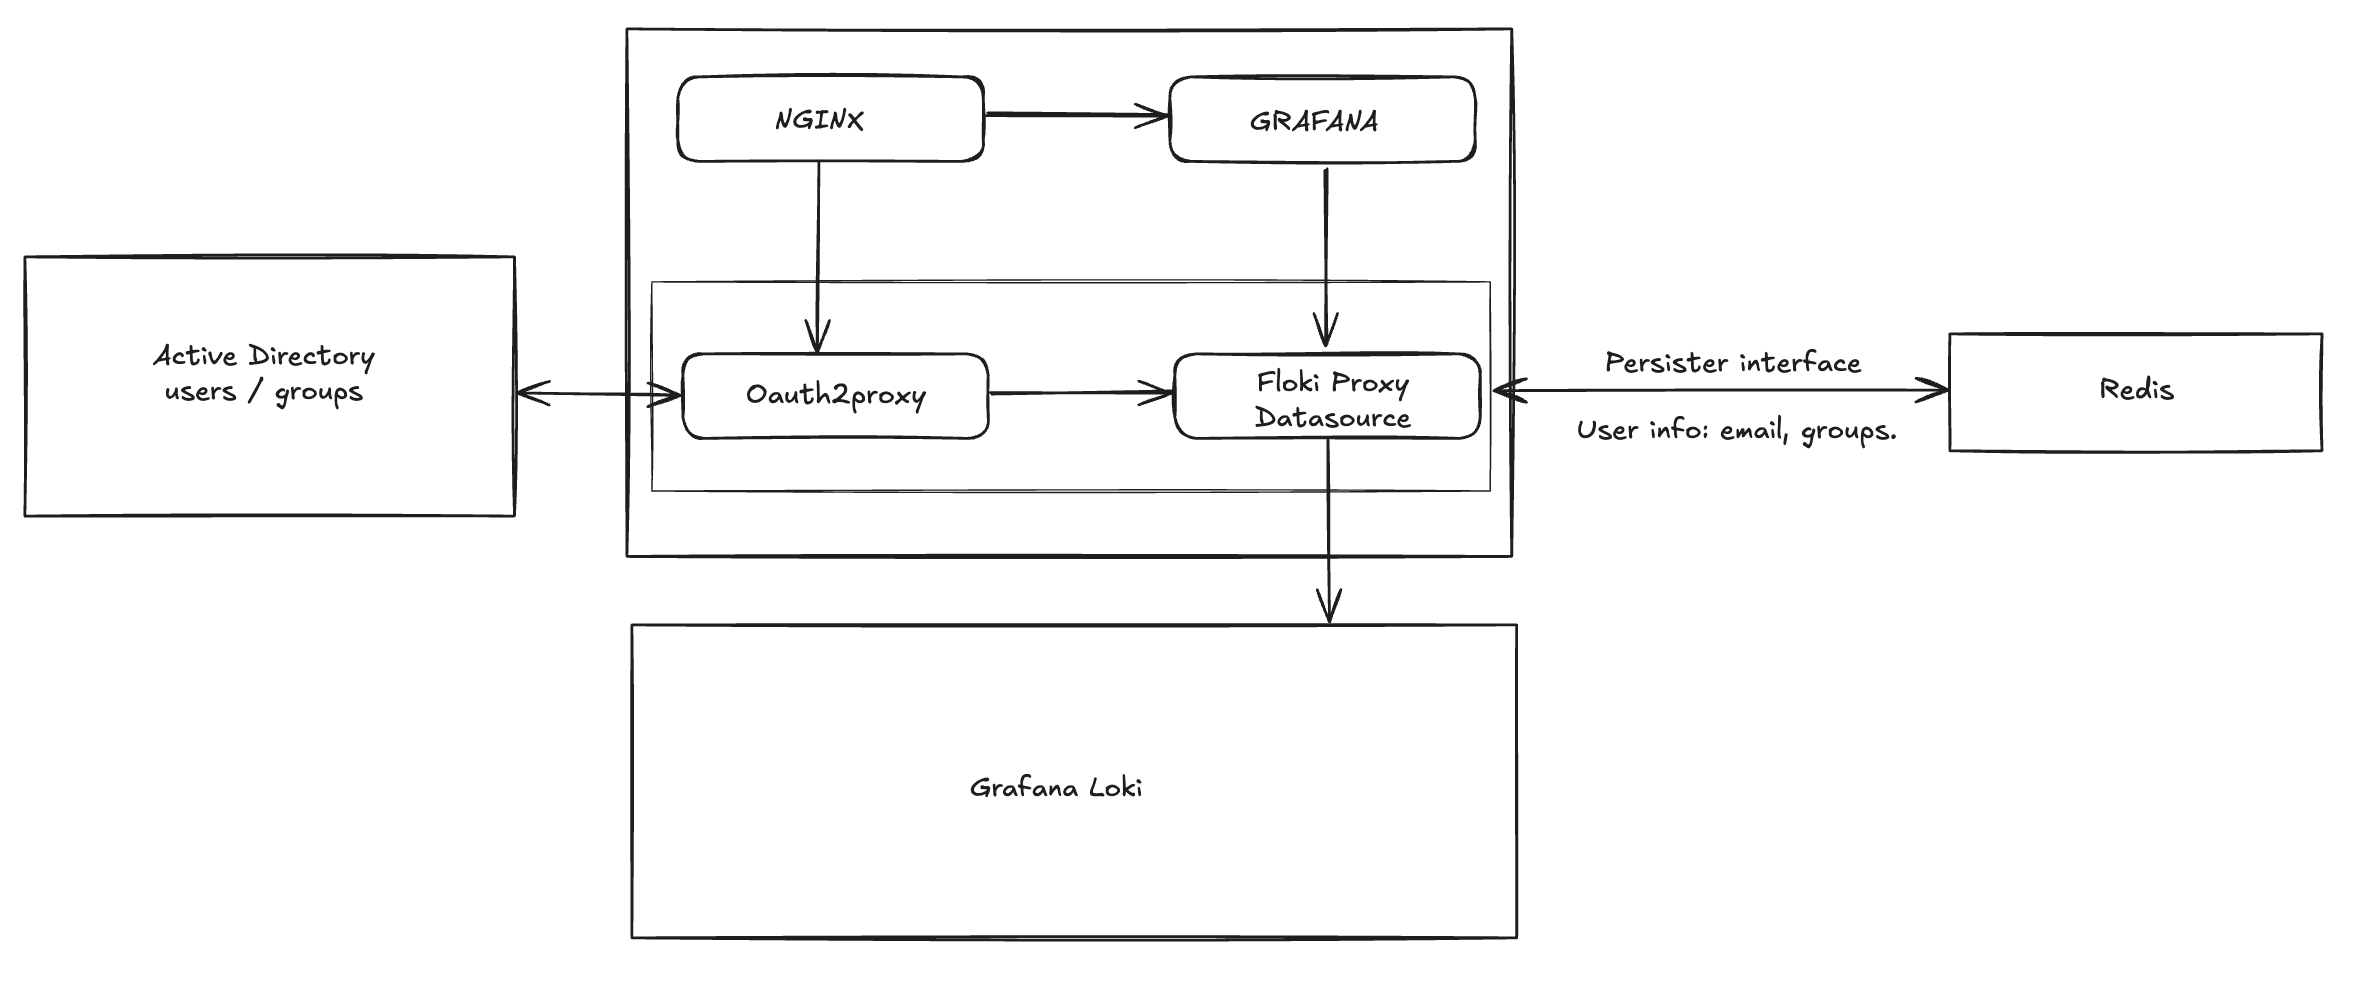 NGINX
GRAFANA
Active Directory
users / groups
Oauth2proxy
Floki Proxy
Datasource
Persister interface
User info: email, groups.
Redis
Grafana Loki